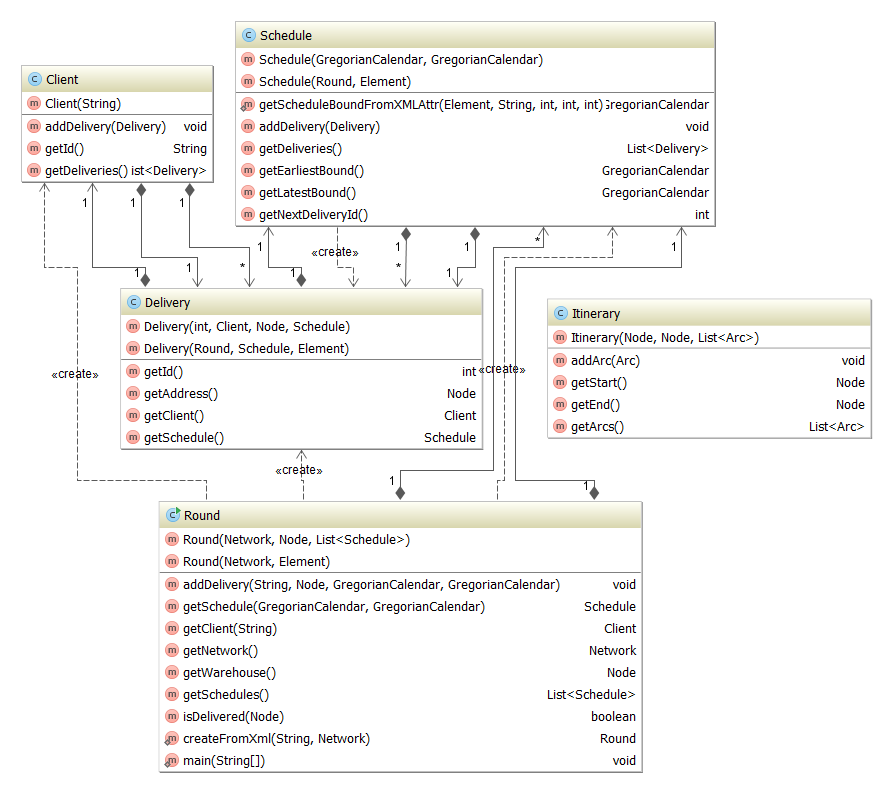 Schedule
Schedule(GregorianCalendar, GregorianCalendar)
Schedule(Round, Element)
getScheduleBoundFromXMLAttr(Element, String, int, int, int) GregorianCalendar
addDelivery(Delivery) void
getDeliveries() List<Delivery>
getEarliestBound() GregorianCalendar
getLatestBound() GregorianCalendar
getNextDeliveryId() int
Client
Client(String)
addDelivery(Delivery) void
getId() String
getDeliveries() ist<Delivery>
1 1 1 1 1 1 * 1
«create»
1 1 * 1 * 1
Delivery
Delivery(int, Client, Node, Schedule)
Delivery(Round, Schedule, Element)
getId() int
getAddress() Node
getClient() Client
getSchedule() Schedule
Itinerary
Itinerary(Node, Node, List<Arc>)
addArc(Arc) void
getStart() Node
getEnd() Node
getArcs() List<Arc>
«create» «create»
«create»
1 1
Round
Round(Network, Node, List<Schedule>)
Round(Network, Element)
addDelivery(String, Node, GregorianCalendar, GregorianCalendar) void
getSchedule(GregorianCalendar, GregorianCalendar) Schedule
getClient(String) Client
getNetwork() Network
getWarehouse() Node
getSchedules() List<Schedule>
isDelivered(Node) boolean
createFromXml(String, Network) Round
main(String[]) void